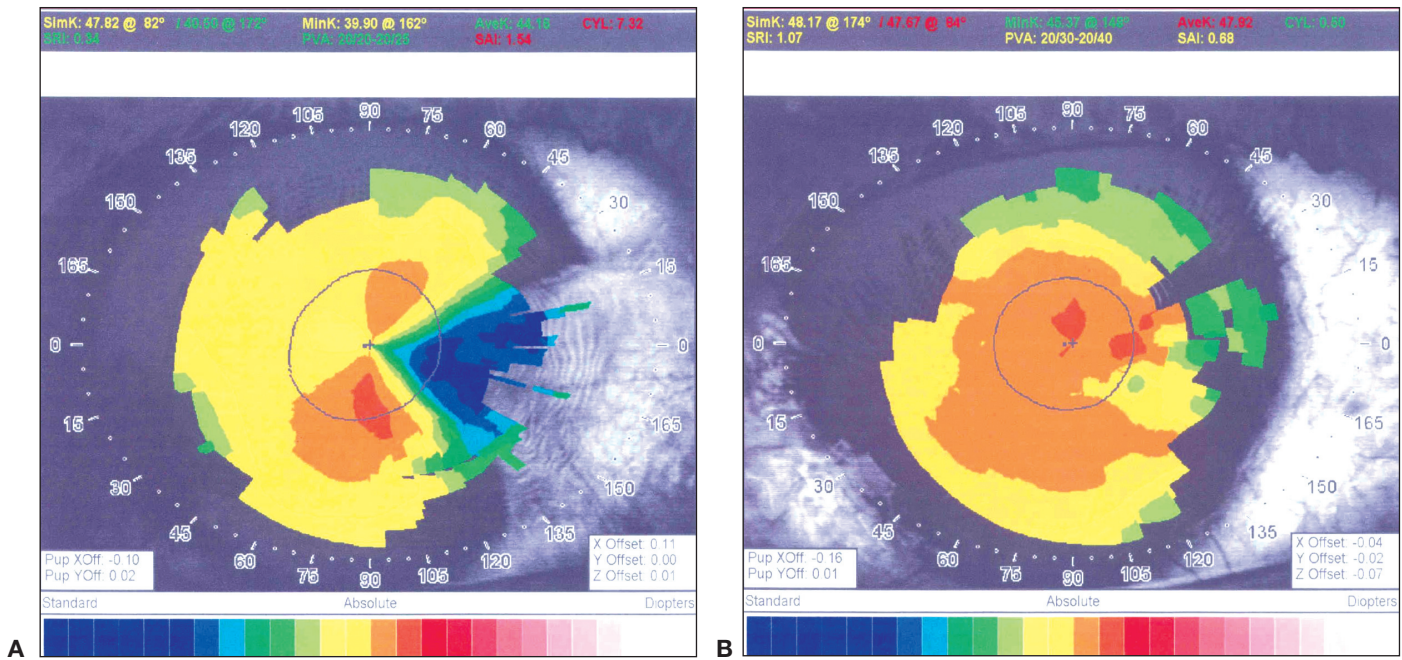 SimK: 47.82 @ 82° / 40.50 @ 172° MinK: 39.90 @ 162° AveK: 44.16 CYL: 7.32
SRI: 0.34 PVA: 20/20-20/25 SAI: 1.54
90
105 75
120 60
135 45
150 30
165 15
0 0
15 165
30 150
45 135
60 120
75 105
90
Pup XOff: -0.10
Pup YOff: 0.02
X Offset: 0.11
Y Offset: 0.00
Z Offset: 0.01
Standard Absolute Diopters
A
SimK: 48.17 @ 174° / 47.67 @ 84° MinK: 45.37 @ 149° AveK: 47.92 CYL: 0.50
SRI: 1.07 PVA: 20/30-20/40 SAI: 0.68
90
105 75
120 60
135 45
150 30
165 15
0 0
15 165
30 150
45 135
60 120
75 105
90
Pup XOff: -0.16
Pup YOff: 0.01
X Offset: -0.04
Y Offset: -0.02
Z Offset: -0.07
Standard Absolute Diopters
B